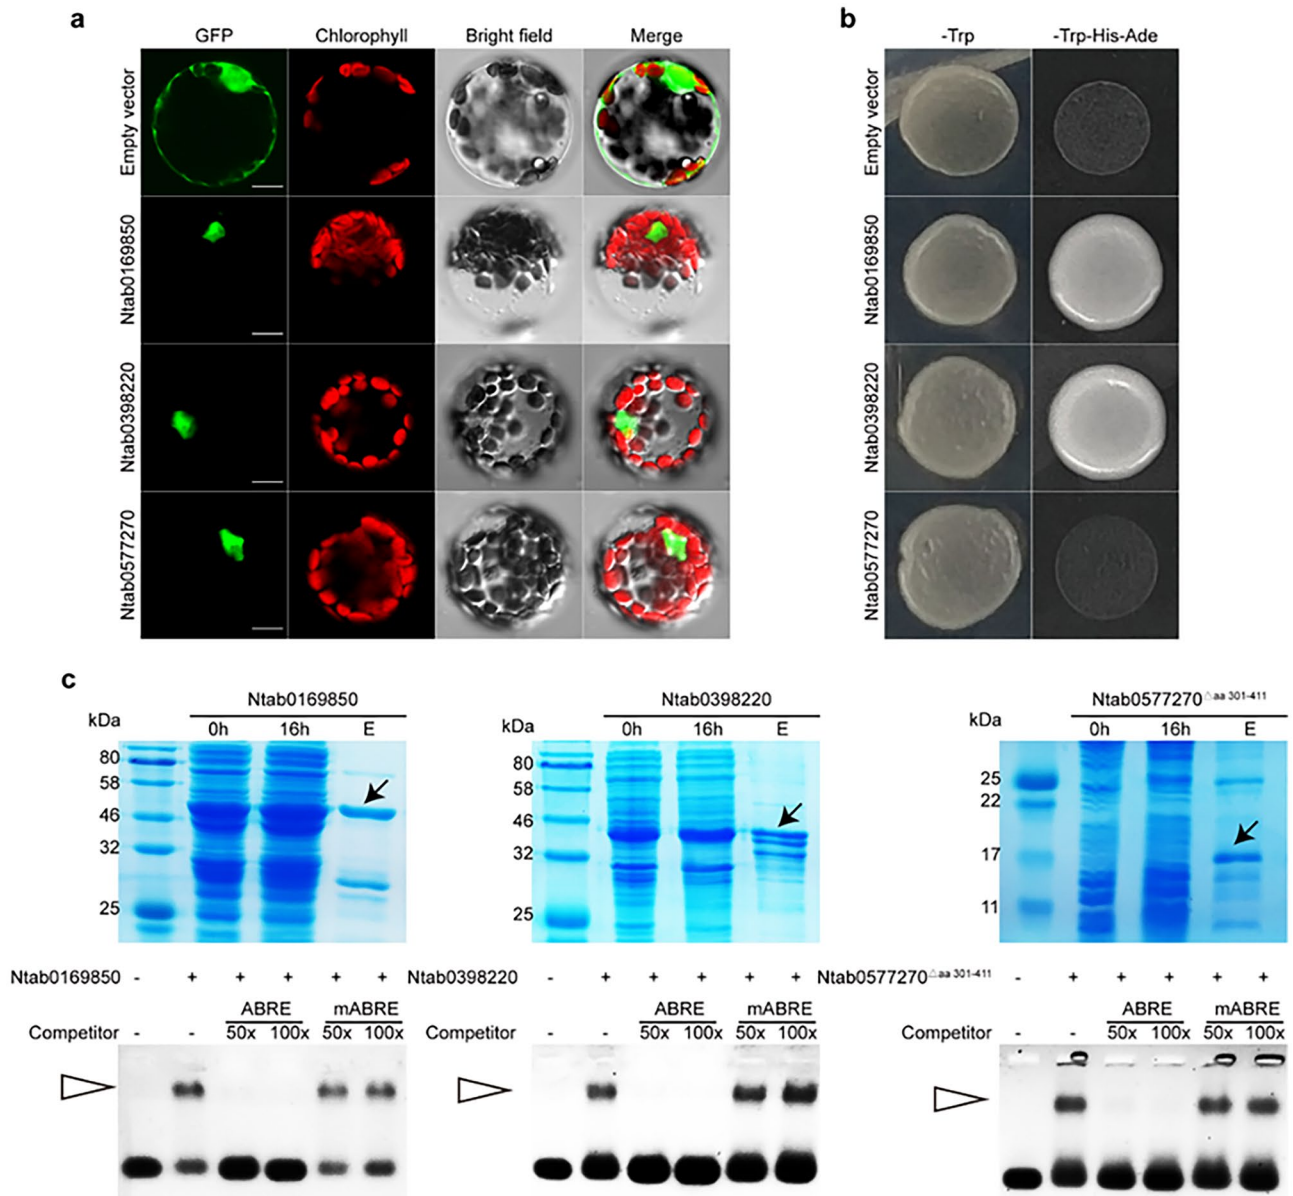 a
GFP Chlorophyll Bright field Merge
Empty vector
Ntab0169850
Ntab0398220
Ntab0577270
b
-Trp -Trp-His-Ade
Empty vector
Ntab0169850
Ntab0398220
Ntab0577270
c
Ntab0169850
kDa
0h 16h E
80
58
46
32
25
Ntab0398220
kDa
0h 16h E
80
58
46
32
25
Ntab0577270△aa 301-411
kDa
0h 16h E
25
22
17
11
Ntab0169850 - + + + + +
ABRE mABRE
Competitor - - 50x 100x 50x 100x
Ntab0398220 - + + + + +
ABRE mABRE
Competitor - - 50x 100x 50x 100x
Ntab0577270△aa 301-411 - + + + + +
ABRE mABRE
Competitor - - 50x 100x 50x 100x